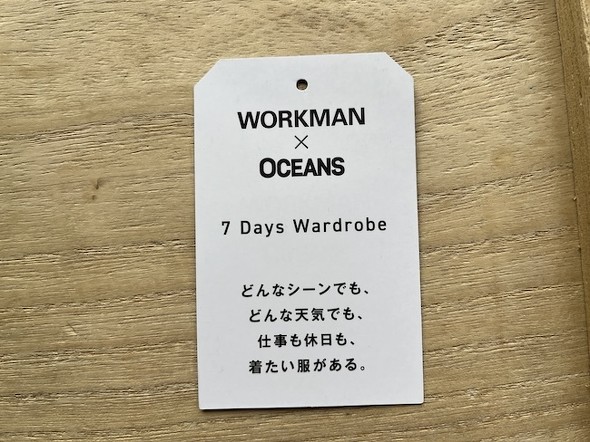 WORKMAN
×
OCEANS
7 Days Wardrobe
どんなシーンでも、
どんな天気でも、
仕事も休日も、
着たい服がある。